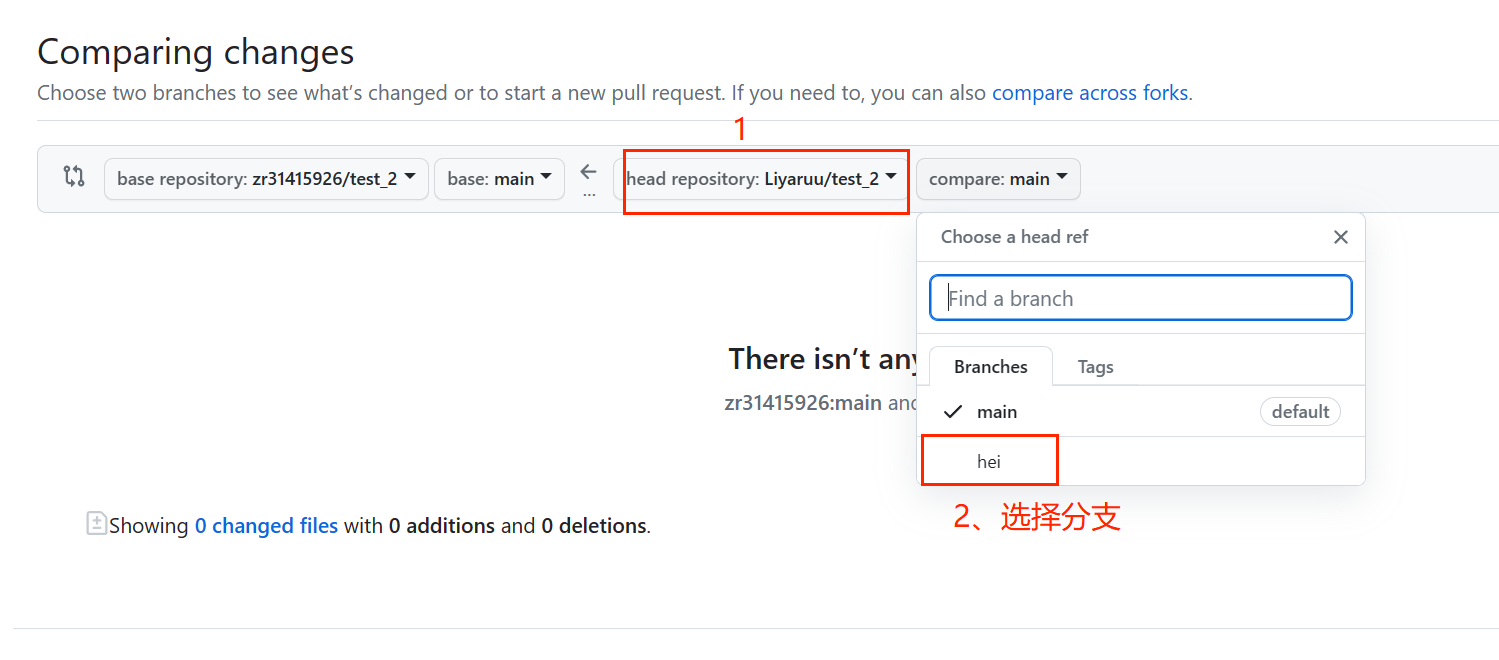 Comparing changes
Choose two branches to see what’s changed or to start a new pull request. If you need to, you can also compare across forks.
1
base repository: zr31415926/test_2 base: main ... head repository: Liyaruu/test_2 compare: main
Choose a head ref
Find a branch
There isn’t any
Branches Tags
zr31415926:main and
main default
hei
2、选择分支
Showing 0 changed files with 0 additions and 0 deletions.